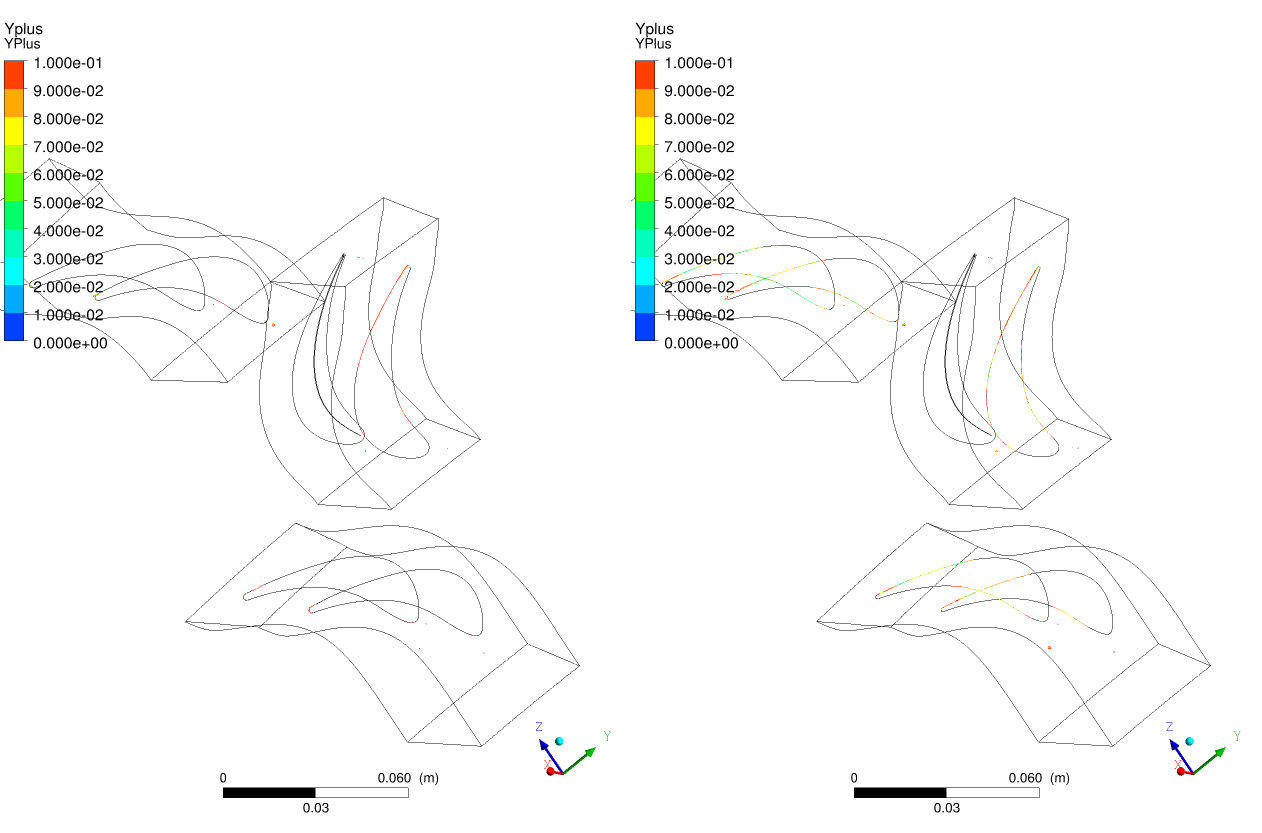 Yplus
YPlus
1.000e-01
9.000e-02
8.000e-02
7.000e-02
6.000e-02
5.000e-02
4.000e-02
3.000e-02
2.000e-02
1.000e-02
0.000e+00
Z
Y
X
0
0.060 (m)
0.03
Yplus
YPlus
1.000e-01
9.000e-02
8.000e-02
7.000e-02
6.000e-02
5.000e-02
4.000e-02
3.000e-02
2.000e-02
1.000e-02
0.000e+00
Z
Y
X
0
0.060 (m)
0.03